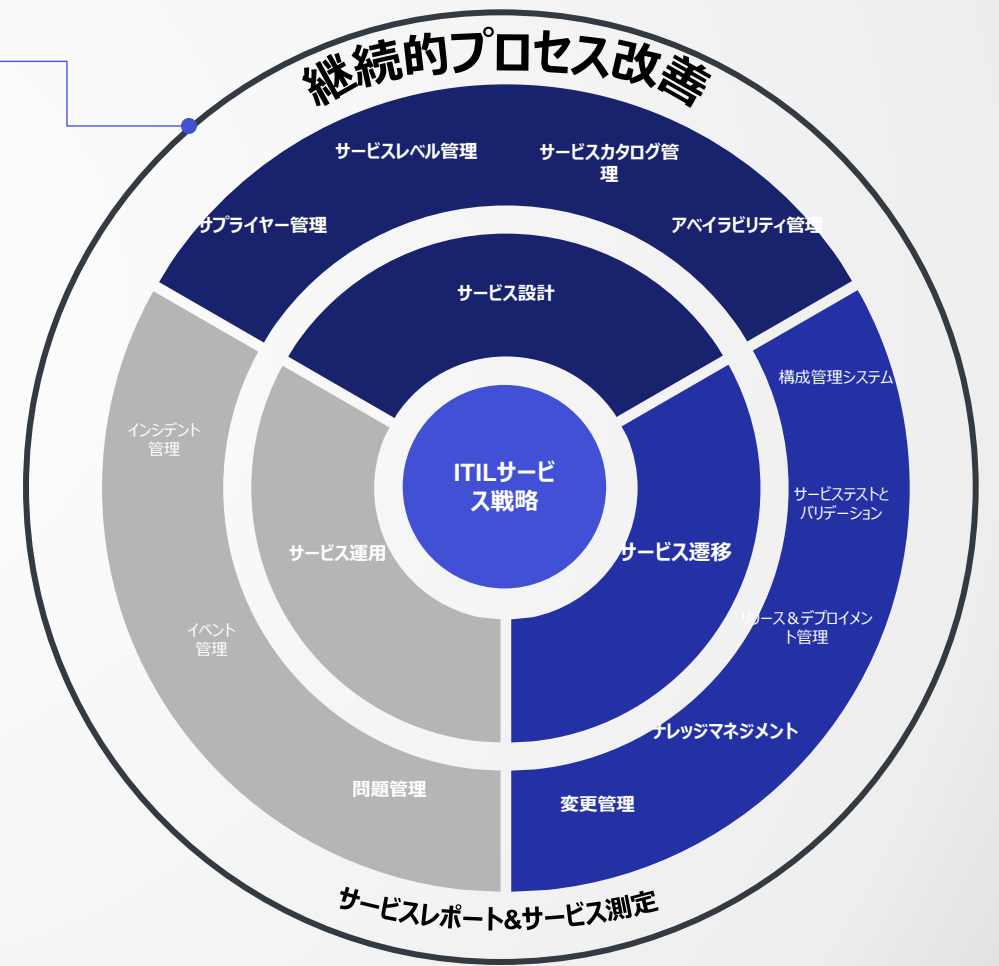 継続的プロセス改善
サービスレベル管理
サービスカタログ管
理
サプライヤー管理
アベイラビリティ管理
サービス設計
構成管理システム
インシデント
管理
ITILサービ
ス戦略
サービステストと
バリデーション
サービス運用
サービス遷移
リリース＆デプロイメン
ト管理
イベント
管理
ナレッジマネジメント
問題管理
変更管理
サービスレポート&サービス測定